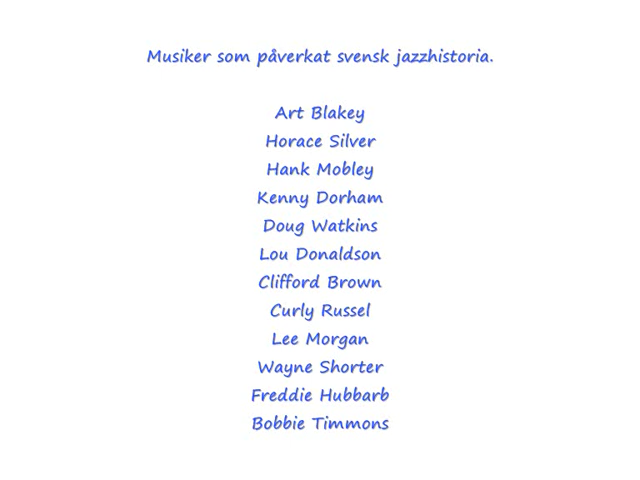 Musiker som påverkat svensk jazzhistoria.
Art Blakey
Horace Silver
Hank Mobley
Kenny Dorham
Doug Watkins
Lou Donaldson
Clifford Brown
Curly Russel
Lee Morgan
Wayne Shorter
Freddie Hubbarb
Bobbie Timmons